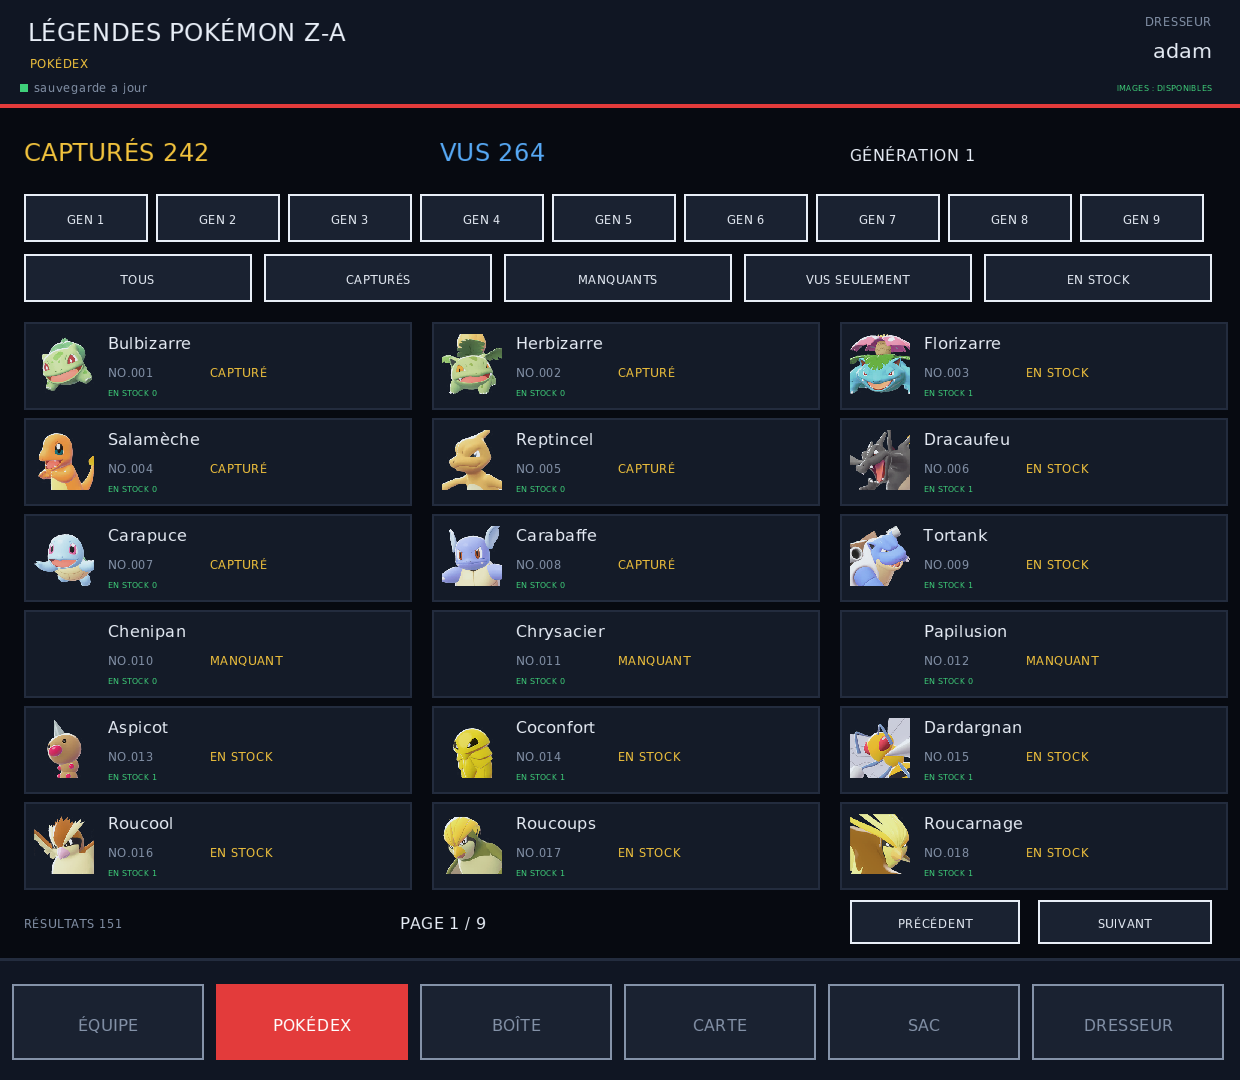 LÉGENDES POKÉMON Z-A
POKÉDEX
sauvegarde a jour
DRESSEUR
adam
IMAGES : DISPONIBLES
CAPTURÉS 242
VUS 264
GÉNÉRATION 1
GEN 1
GEN 2
GEN 3
GEN 4
GEN 5
GEN 6
GEN 7
GEN 8
GEN 9
TOUS
CAPTURÉS
MANQUANTS
VUS SEULEMENT
EN STOCK
Bulbizarre
NO.001 CAPTURÉ
EN STOCK 0
Herbizarre
NO.002 CAPTURÉ
EN STOCK 0
Florizarre
NO.003 EN STOCK
EN STOCK 1
Salamèche
NO.004 CAPTURÉ
EN STOCK 0
Reptincel
NO.005 CAPTURÉ
EN STOCK 0
Dracaufeu
NO.006 EN STOCK
EN STOCK 1
Carapuce
NO.007 CAPTURÉ
EN STOCK 0
Carabaffe
NO.008 CAPTURÉ
EN STOCK 0
Tortank
NO.009 EN STOCK
EN STOCK 1
Chenipan
NO.010 MANQUANT
EN STOCK 0
Chrysacier
NO.011 MANQUANT
EN STOCK 0
Papilusion
NO.012 MANQUANT
EN STOCK 0
Aspicot
NO.013 EN STOCK
EN STOCK 1
Coconfort
NO.014 EN STOCK
EN STOCK 1
Dardargnan
NO.015 EN STOCK
EN STOCK 1
Roucool
NO.016 EN STOCK
EN STOCK 1
Roucoups
NO.017 EN STOCK
EN STOCK 1
Roucarnage
NO.018 EN STOCK
EN STOCK 1
RÉSULTATS 151
PAGE 1 / 9
PRÉCÉDENT
SUIVANT
ÉQUIPE
POKÉDEX
BOÎTE
CARTE
SAC
DRESSEUR